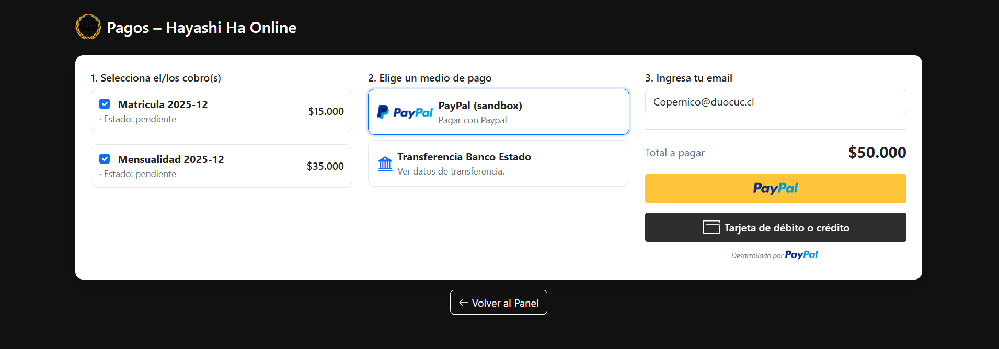 Pagos – Hayashi Ha Online
1. Selecciona el/los cobro(s)
Matricula 2025-12
· Estado: pendiente
$15.000
Mensualidad 2025-12
· Estado: pendiente
$35.000
2. Elige un medio de pago
PayPal
PayPal (sandbox)
Pagar con Paypal
Transferencia Banco Estado
Ver datos de transferencia.
3. Ingresa tu email
Copernico@duocuc.cl
Total a pagar
$50.000
PayPal
Tarjeta de débito o crédito
Desarrollado por PayPal
← Volver al Panel